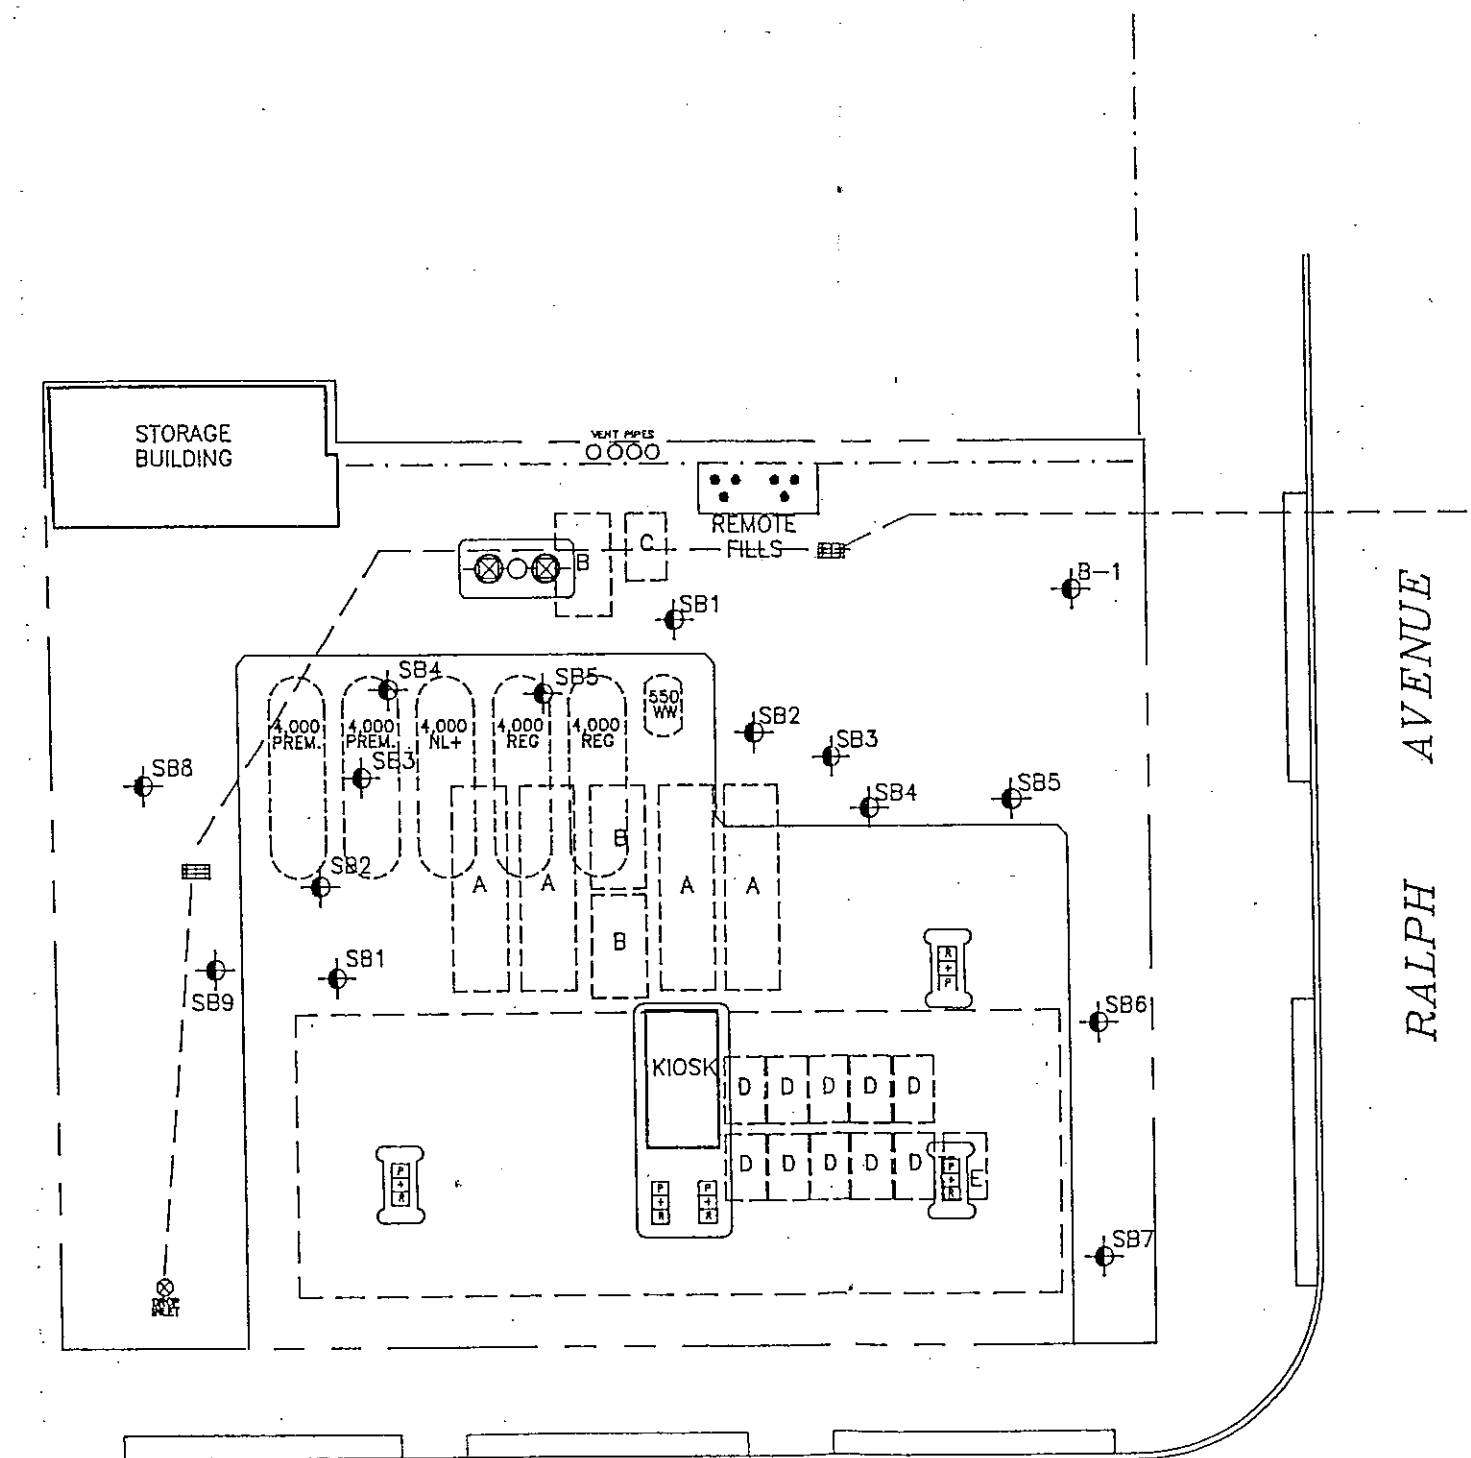 STORAGE
BUILDING
VENT PIPES
REMOTE
FILLS
B
C
SB1
B-1
SB4
SB5
550
WW
4,000
PREM.
4,000
PREM.
4,000
NL+
4,000
REG
4,000
REG
SB2
SB3
SB3
SB8
SB4
SB5
B
SB2
A
A
A
A
B
SB1
SB9
R
+
P
SB6
KIOSK
D
D
D
D
D
D
D
D
D
D
E
P
+
R
P
+
R
P
+
R
P
+
R
SB7
DROP
INLET
RALPH AVENUE